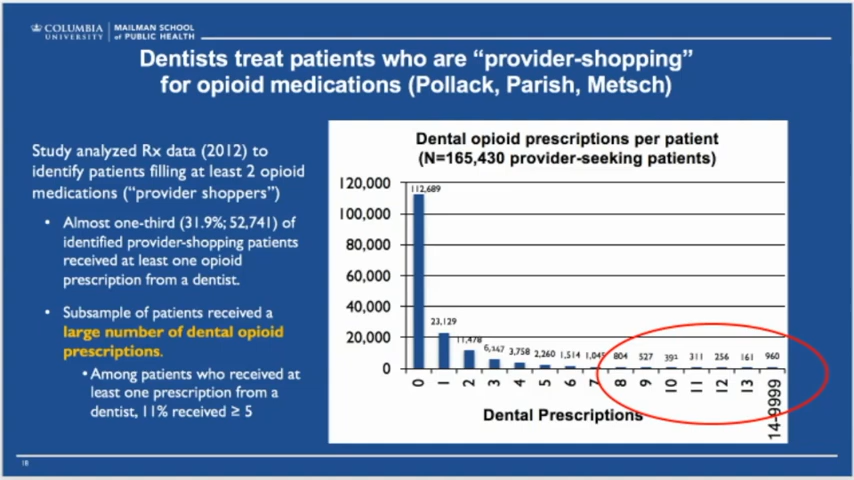 COLUMBIA
UNIVERSITY
MAILMAN SCHOOL
of PUBLIC HEALTH
Dentists treat patients who are “provider-shopping”
for opioid medications (Pollack, Parish, Metsch)
Study analyzed Rx data (2012) to
identify patients filling at least 2 opioid
medications (“provider shoppers”)
• Almost one-third (31.9%; 52,741) of
identified provider-shopping patients
received at least one opioid
prescription from a dentist.
• Subsample of patients received a
large number of dental opioid
prescriptions.
• Among patients who received at
least one prescription from a
dentist, 11% received ≥ 5
Dental opioid prescriptions per patient
(N=165,430 provider-seeking patients)
120,000
100,000
80,000
60,000
40,000
20,000
0
112,689
23,129
11,478
6,147
3,758
2,260
1,514
1,045
804
527
391
311
256
161
960
0
1
2
3
4
5
6
7
8
9
10
11
12
13
14-9999
Dental Prescriptions
18